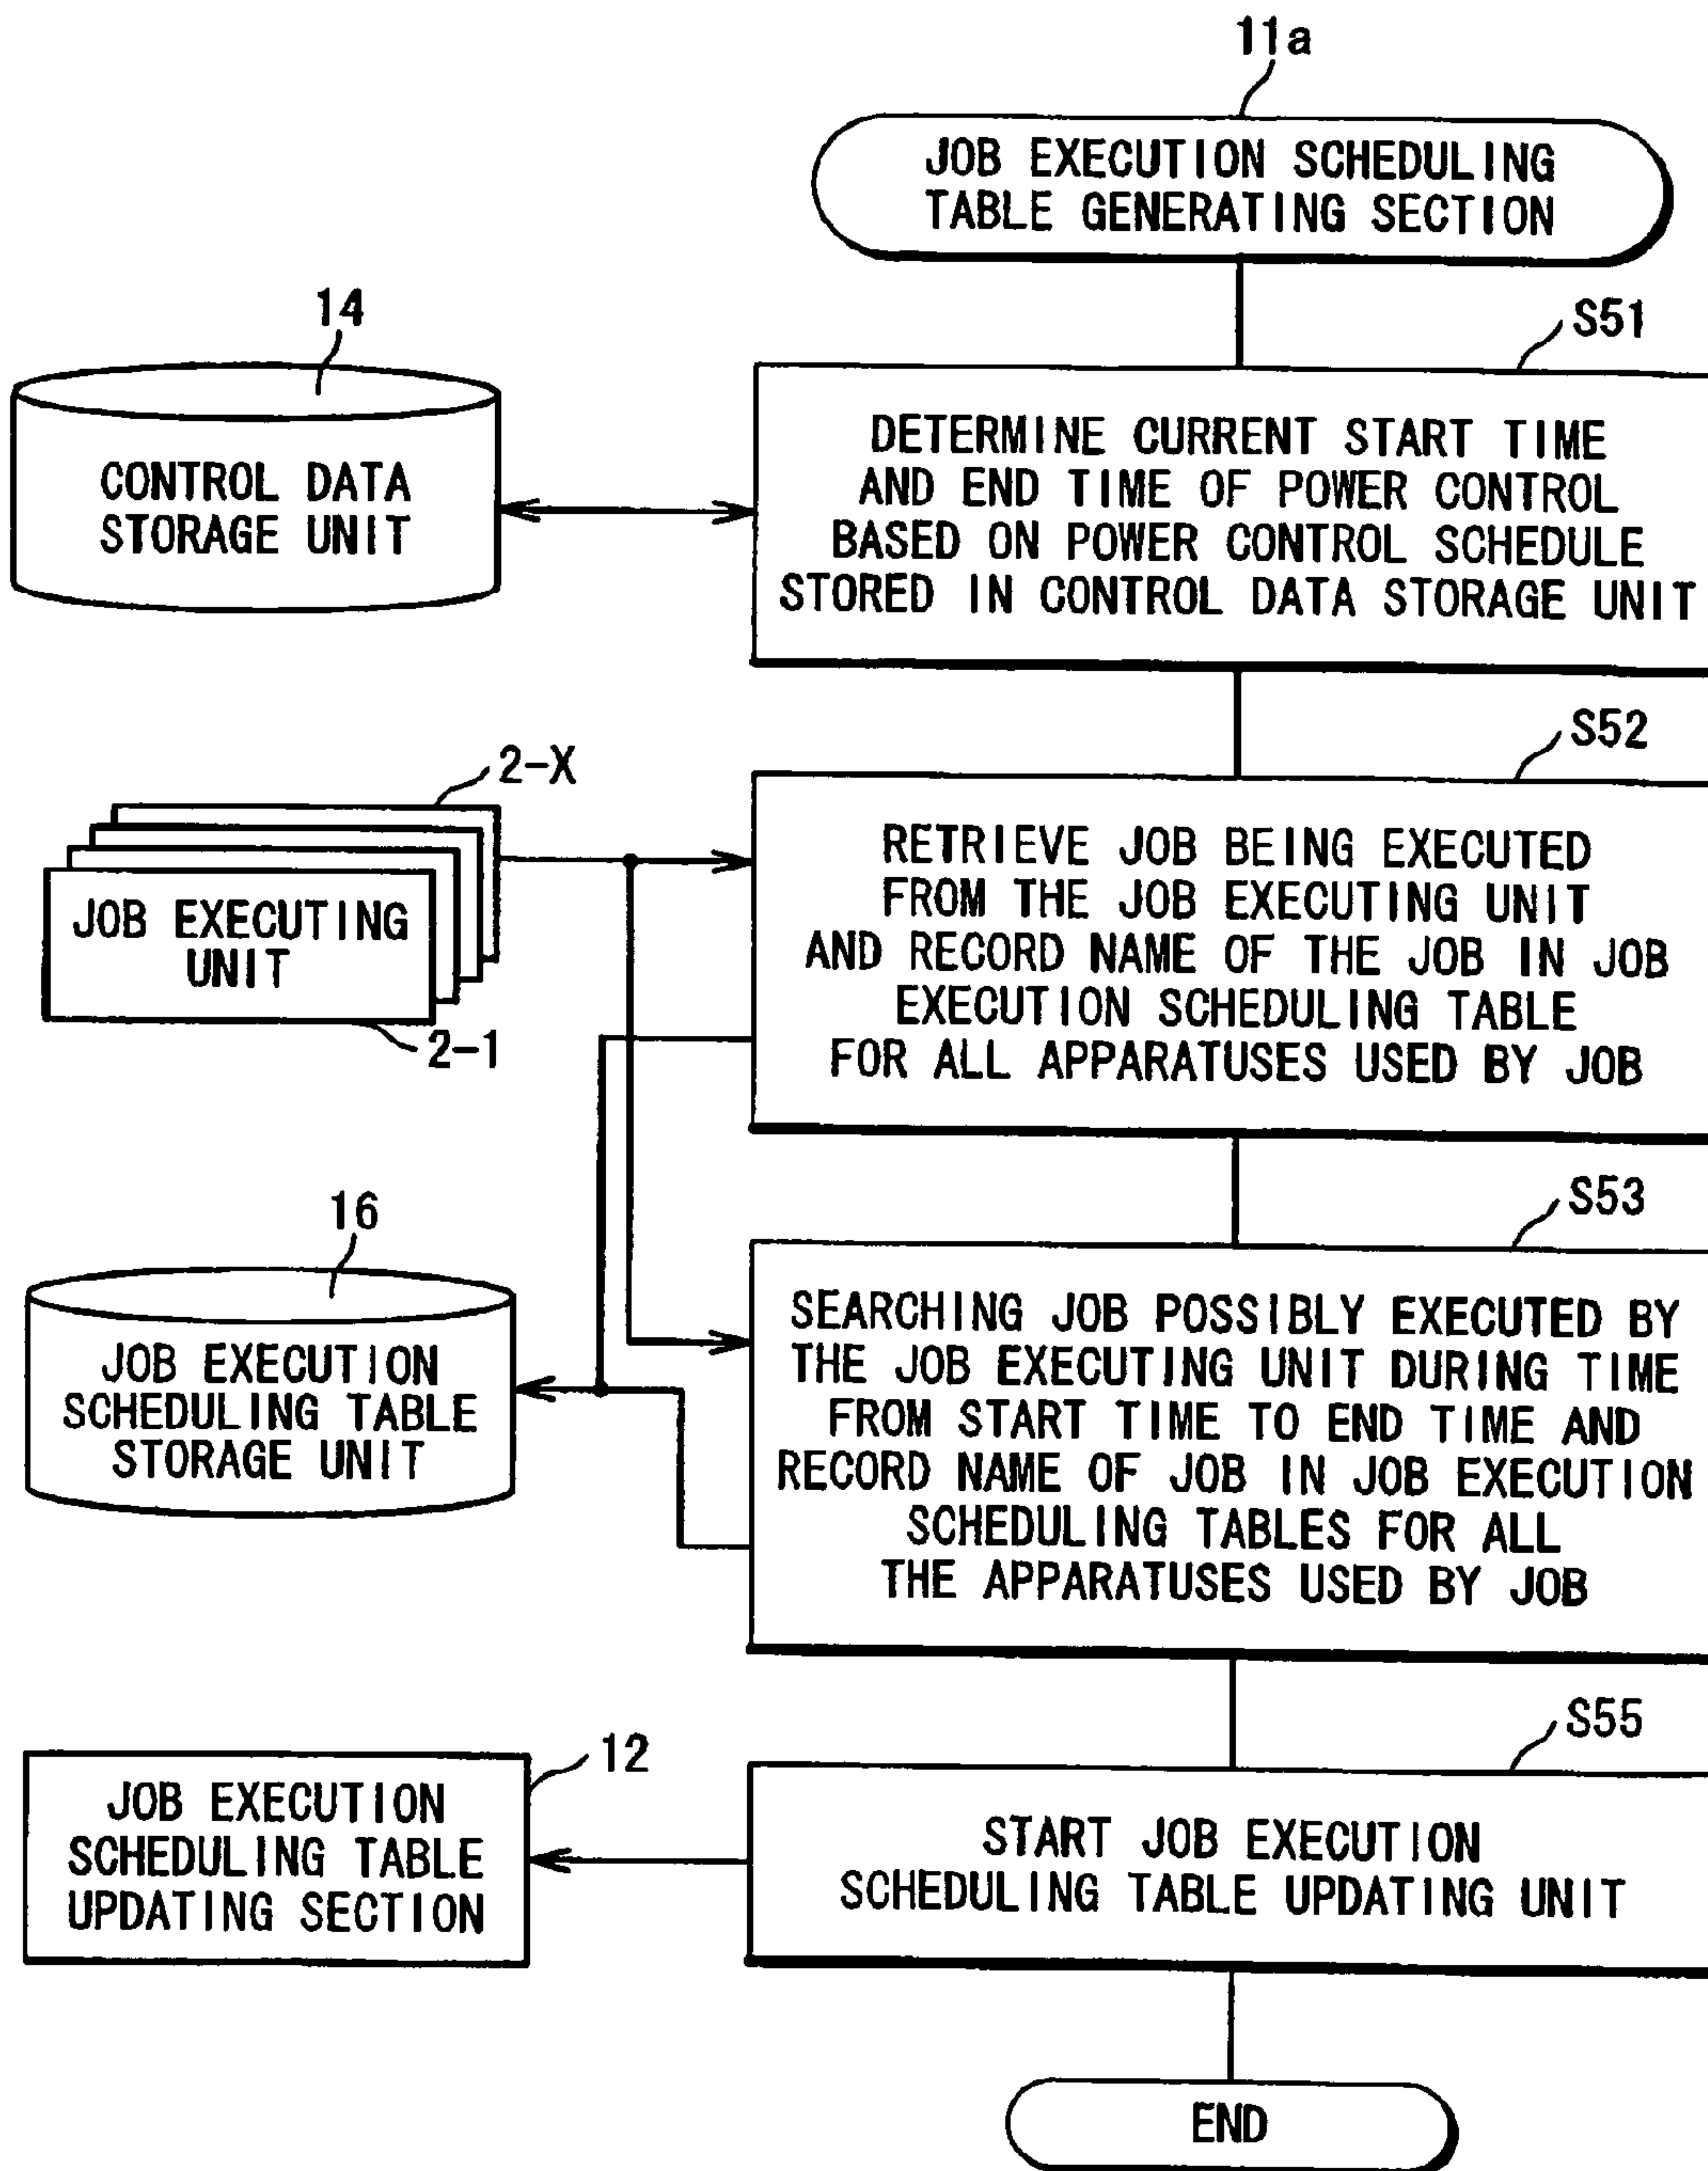 11a
JOB EXECUTION SCHEDULING
TABLE GENERATING SECTION
14
CONTROL DATA
STORAGE UNIT
S51
DETERMINE CURRENT START TIME
AND END TIME OF POWER CONTROL
BASED ON POWER CONTROL SCHEDULE
STORED IN CONTROL DATA STORAGE UNIT
2-X
JOB EXECUTING
UNIT
2-1
S52
RETRIEVE JOB BEING EXECUTED
FROM THE JOB EXECUTING UNIT
AND RECORD NAME OF THE JOB IN JOB
EXECUTION SCHEDULING TABLE
FOR ALL APPARATUSES USED BY JOB
16
JOB EXECUTION
SCHEDULING TABLE
STORAGE UNIT
S53
SEARCHING JOB POSSIBLY EXECUTED BY
THE JOB EXECUTING UNIT DURING TIME
FROM START TIME TO END TIME AND
RECORD NAME OF JOB IN JOB EXECUTION
SCHEDULING TABLES FOR ALL
THE APPARATUSES USED BY JOB
12
JOB EXECUTION
SCHEDULING TABLE
UPDATING SECTION
S55
START JOB EXECUTION
SCHEDULING TABLE UPDATING UNIT
END